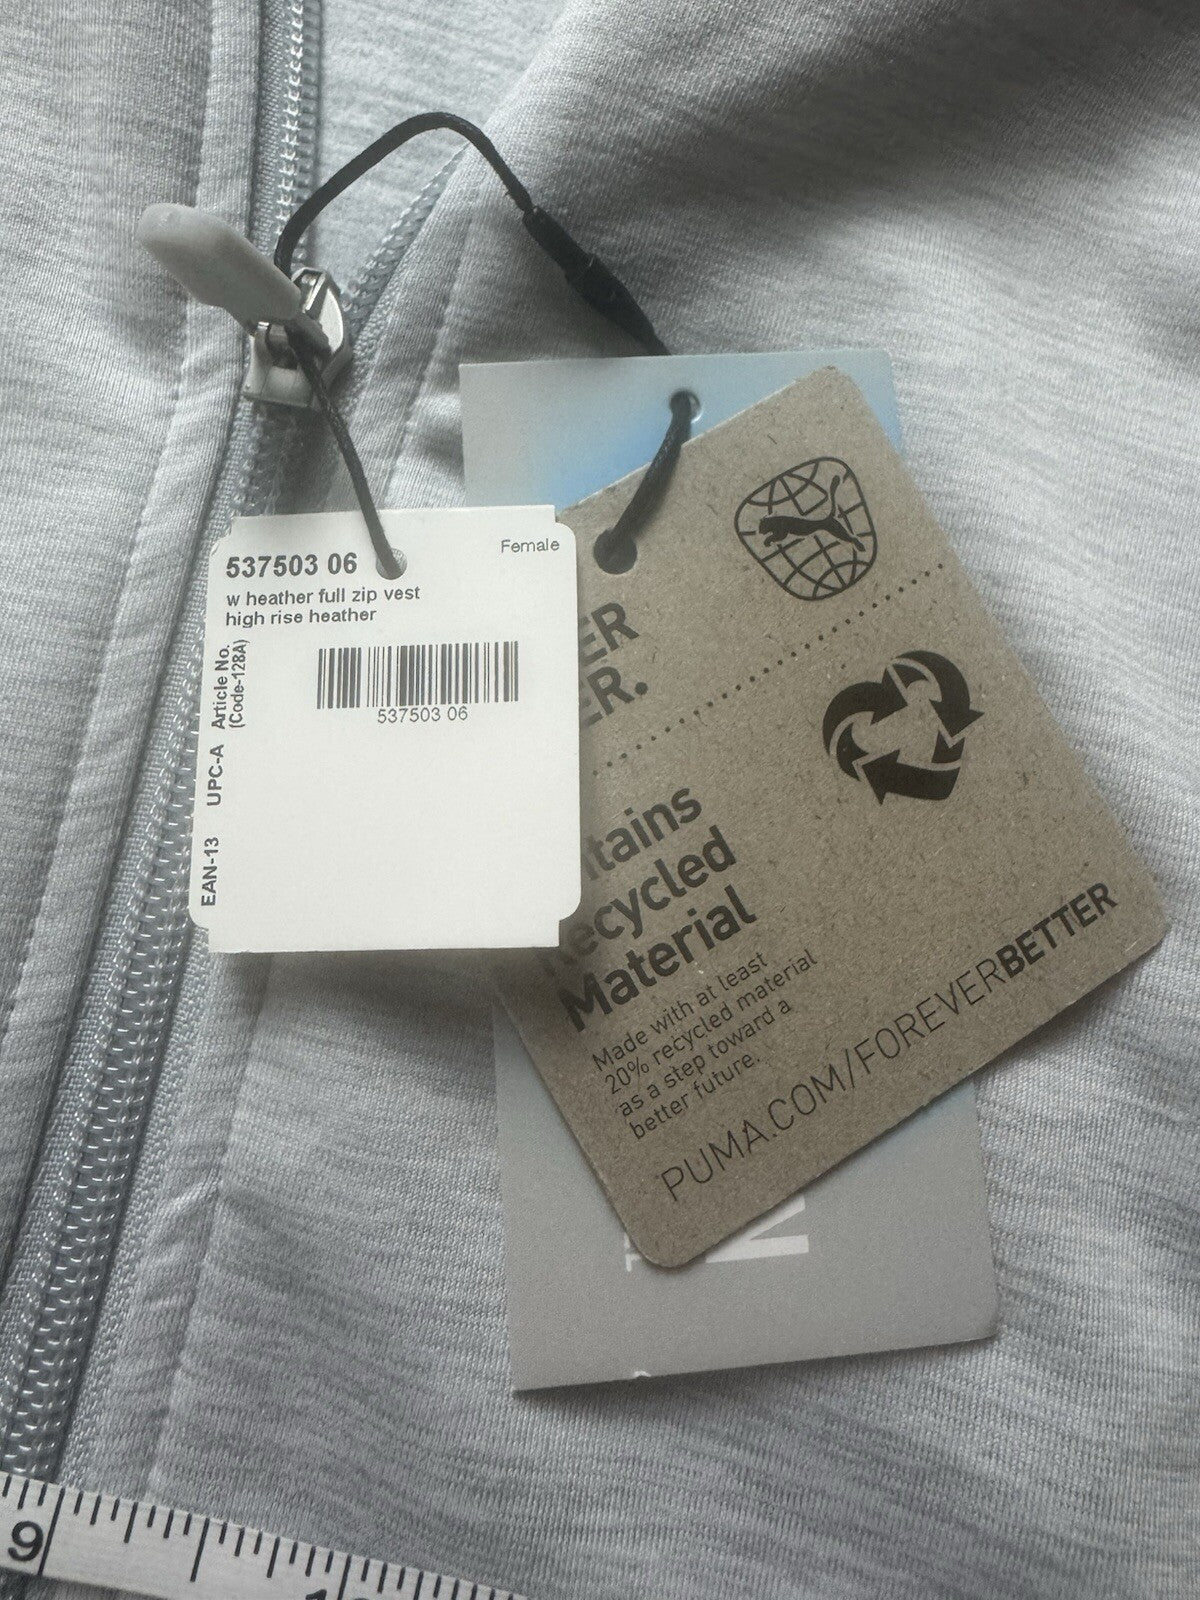 537503 06
Female
w heather full zip vest
high rise heather
Article No.
(Code-128A)
UPC-A
EAN-13
537503 06
ER
ER.
tains
Recycled
Material
Made with at least
20% recycled material
as a step toward a
better future.
PUMA.COM/FOREVERBETTER
9